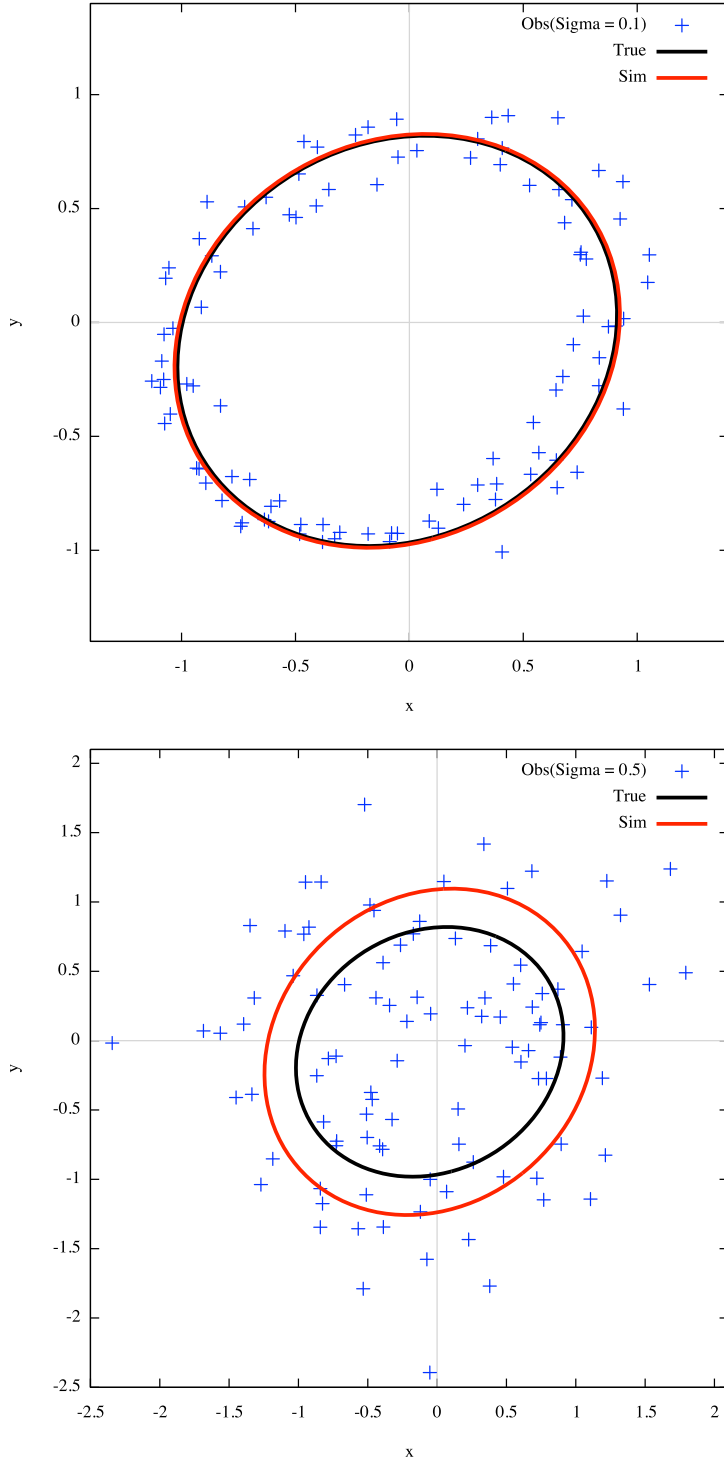 Obs(Sigma = 0.1)
True
Sim
1
0.5
0
-0.5
-1
y
-1 -0.5 0 0.5 1
x
Obs(Sigma = 0.5)
True
Sim
2
1.5
1
0.5
0
-0.5
-1
-1.5
-2
-2.5
y
-2.5 -2 -1.5 -1 -0.5 0 0.5 1 1.5 2
x